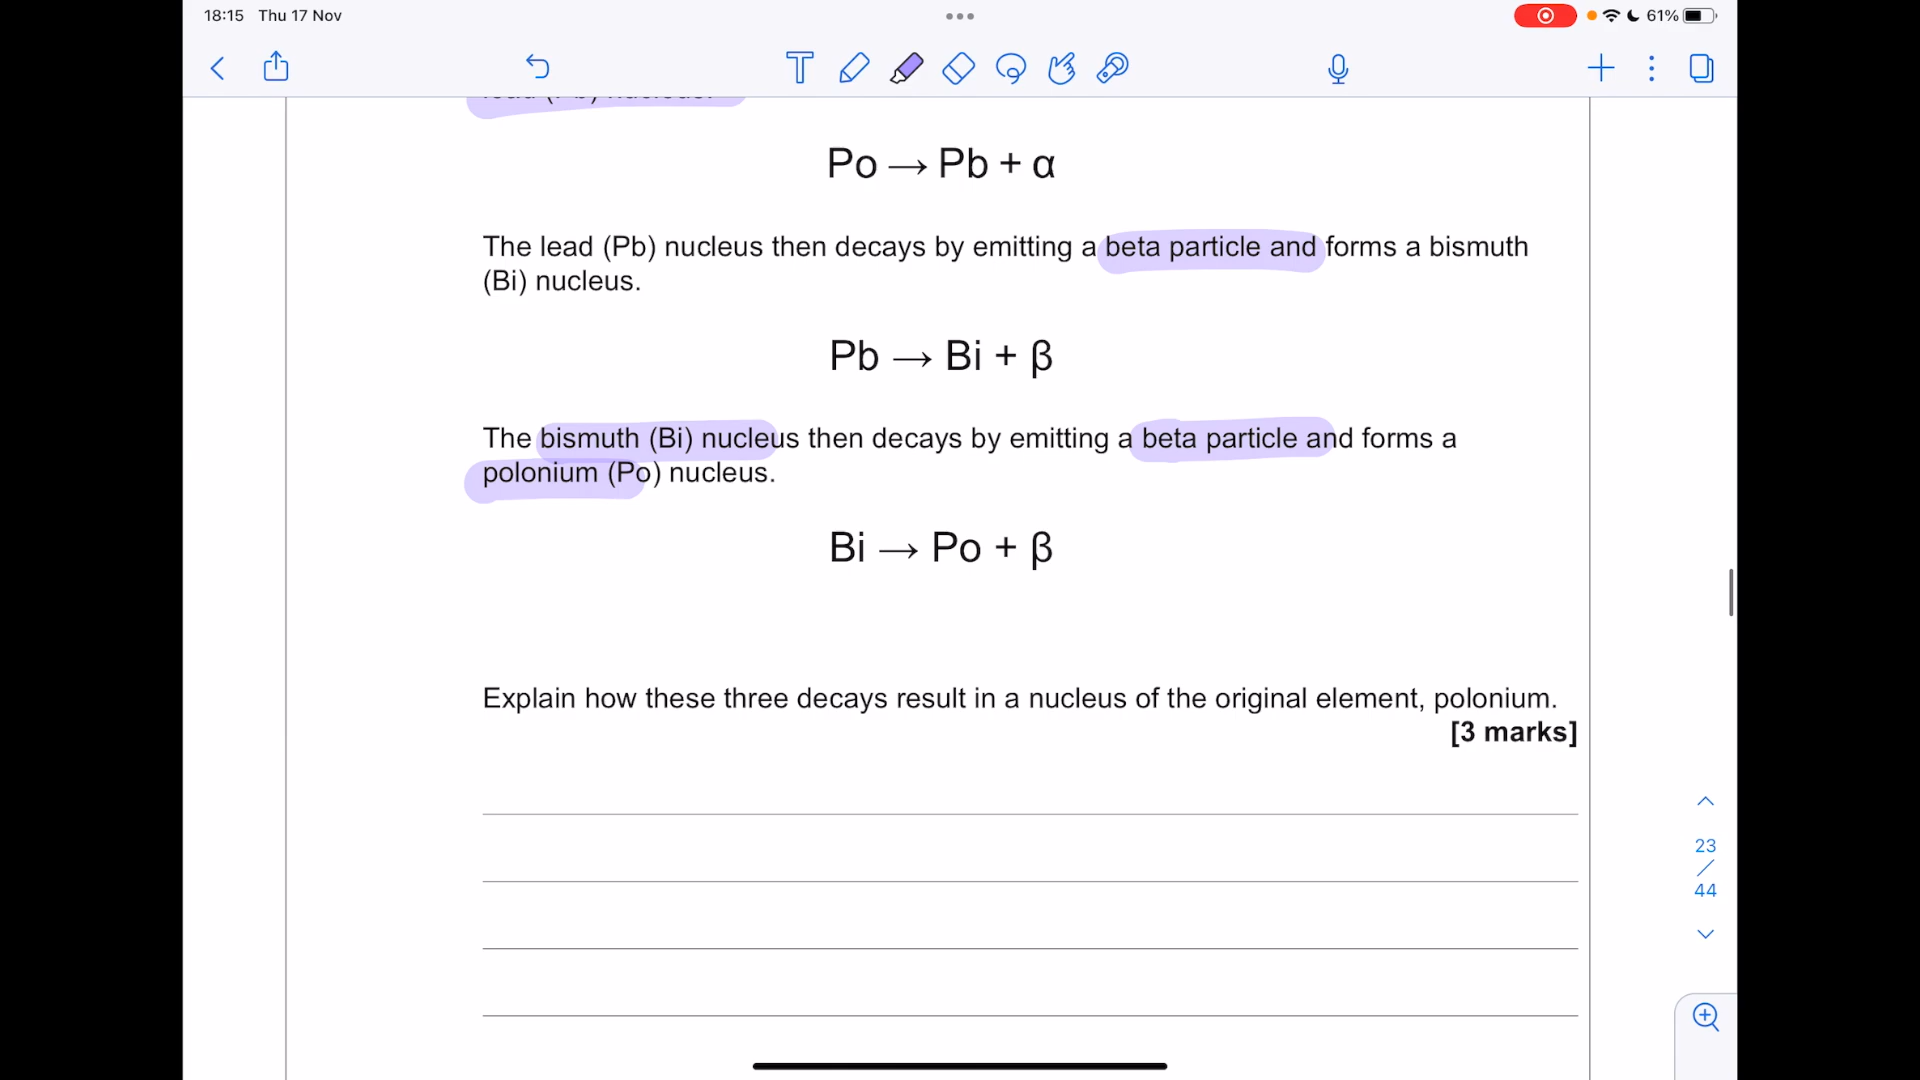 18:15 Thu 17 Nov
61%
Po → Pb + α
The lead (Pb) nucleus then decays by emitting a beta particle and forms a bismuth
(Bi) nucleus.
Pb → Bi + β
The bismuth (Bi) nucleus then decays by emitting a beta particle and forms a
polonium (Po) nucleus.
Bi → Po + β
Explain how these three decays result in a nucleus of the original element, polonium.
[3 marks]
23
/
44